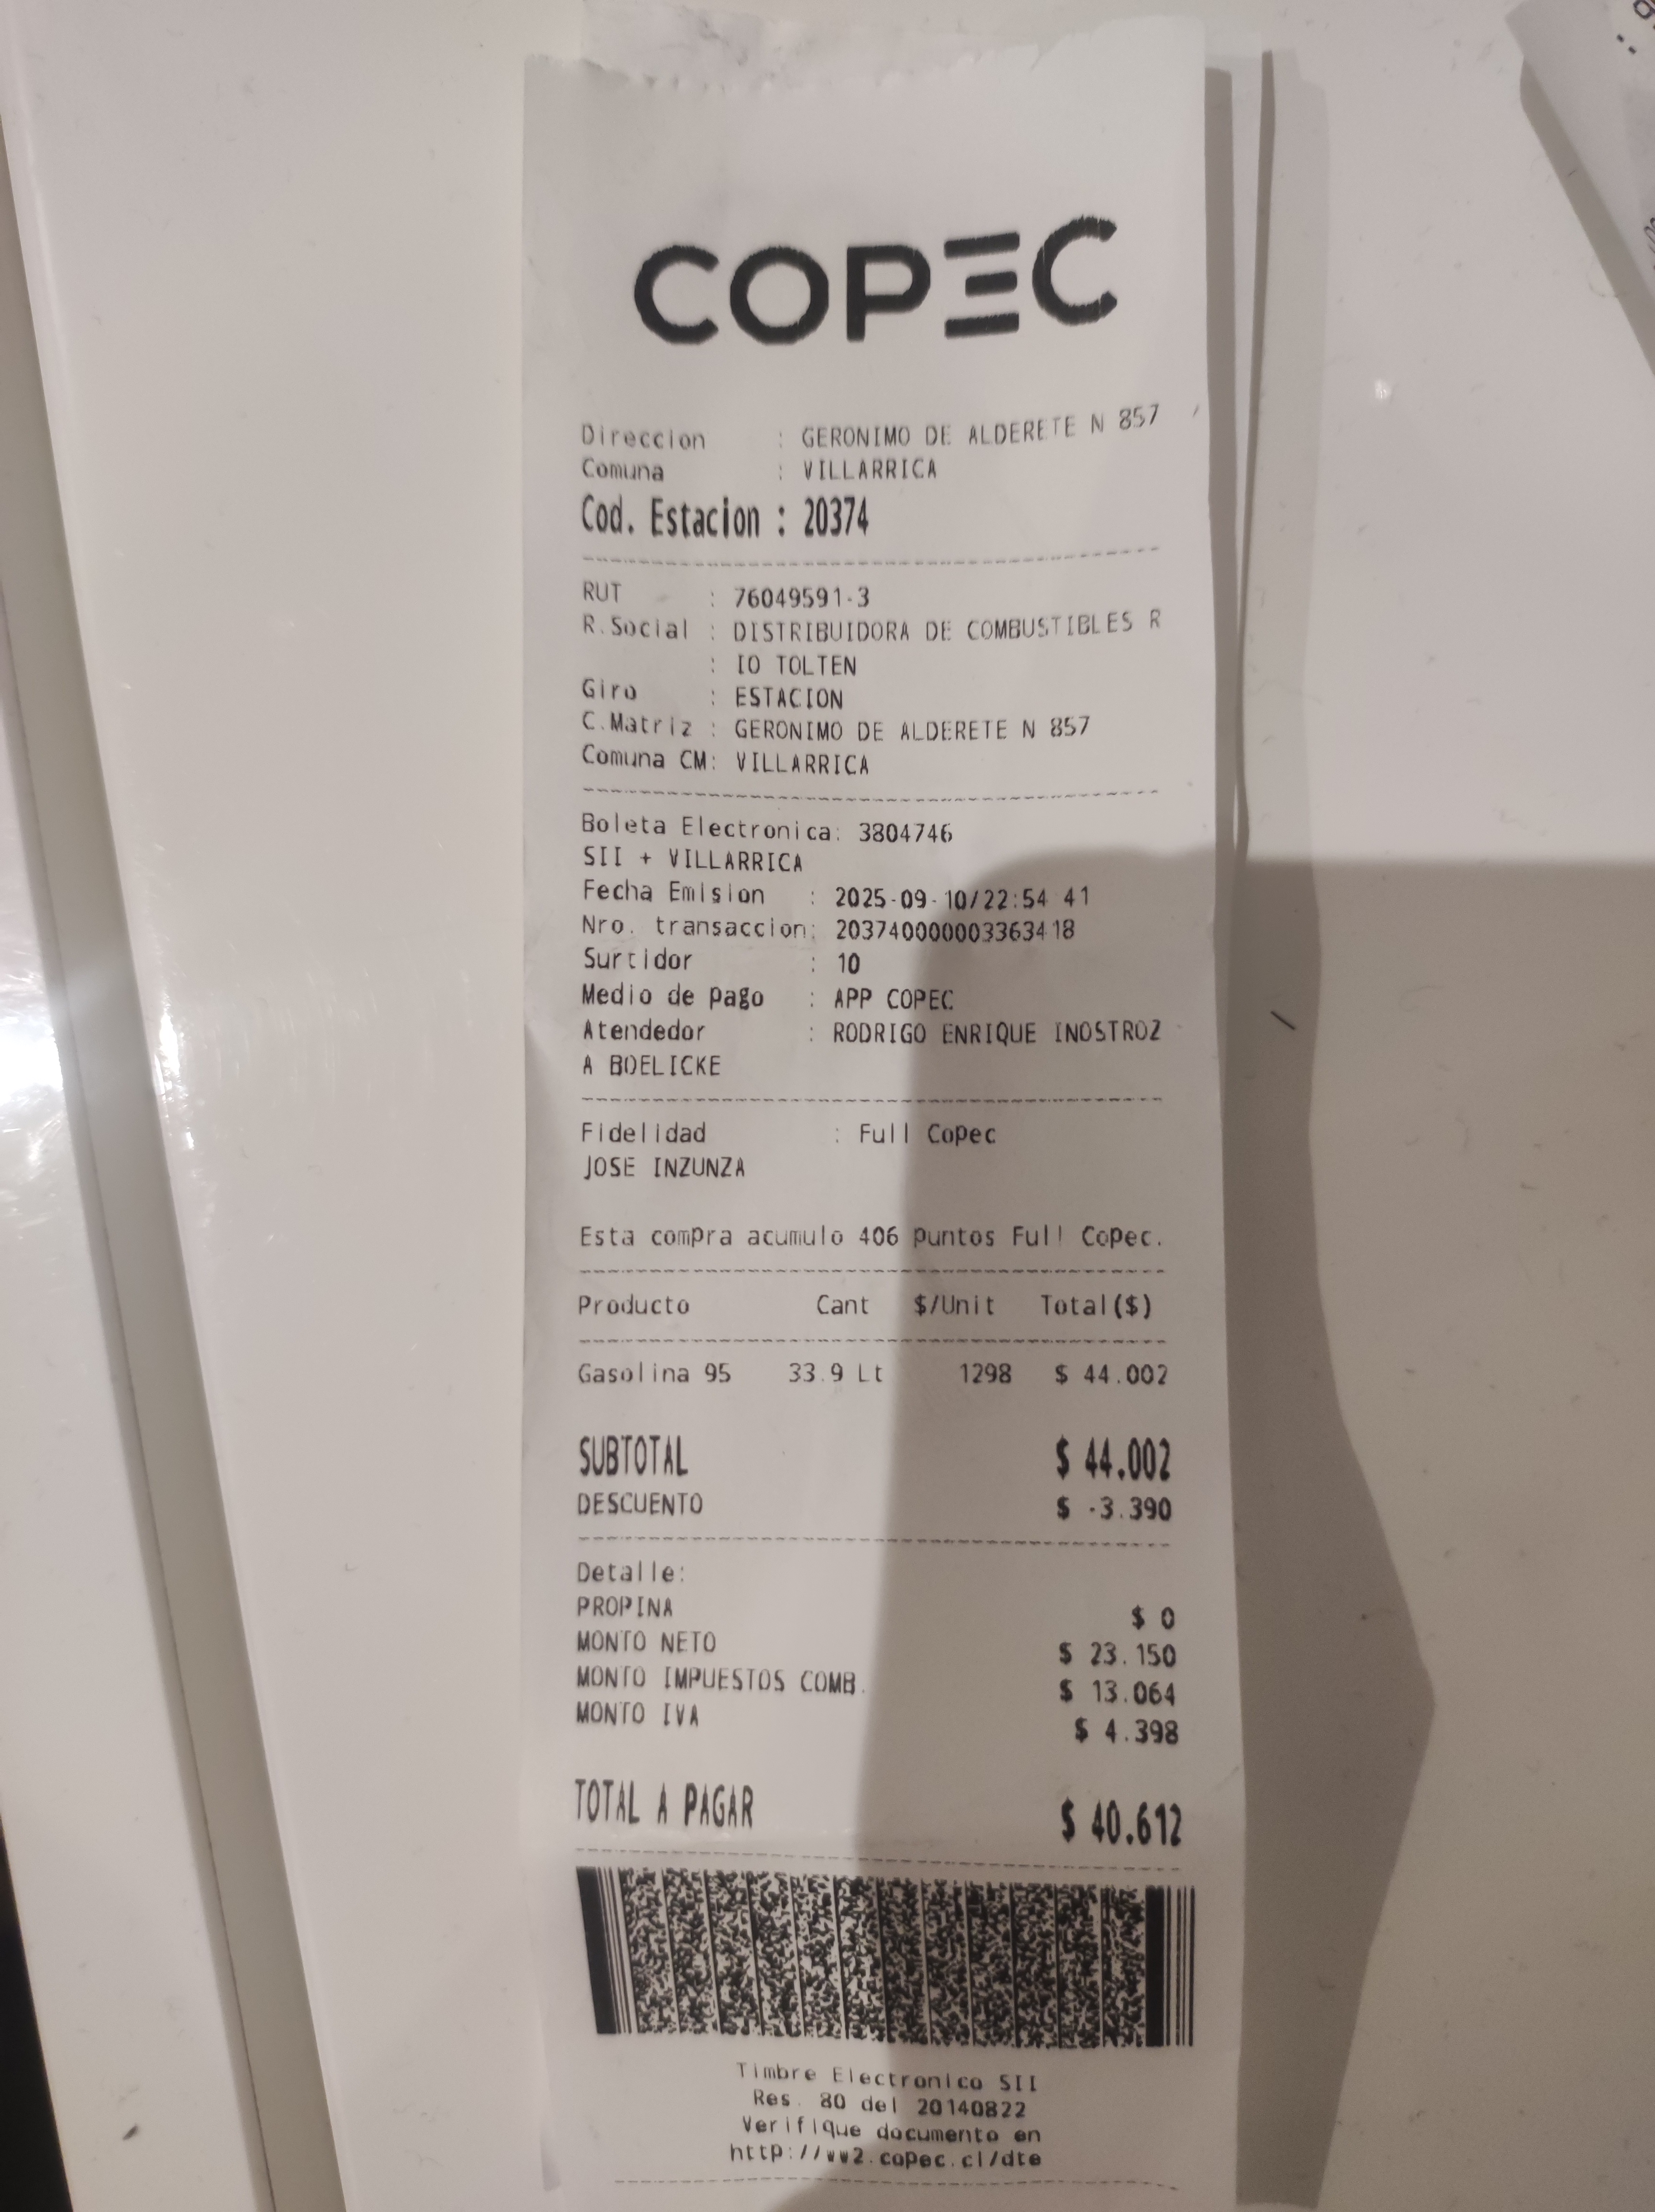 COPEC
Direccion : GERONIMO DE ALDERETE N 857
Comuna : VILLARRICA
Cod. Estacion : 20374
RUT : 76049591-3
R.Social : DISTRIBUIDORA DE COMBUSTIBLES R
: IO TOLTEN
Giro : ESTACION
C.Matriz : GERONIMO DE ALDERETE N 857
Comuna CM: VILLARRICA
Boleta Electronica: 3804746
SII + VILLARRICA
Fecha Emision : 2025-09-10/22:54 41
Nro. transaccion: 2037400000003363418
Surtidor : 10
Medio de pago : APP COPEC
Atendedor : RODRIGO ENRIQUE INOSTROZ
A BOELICKE
Fidelidad : Full Copec
JOSE INZUNZA
Esta compra acumulo 406 puntos Full Copec.
Producto Cant $/Unit Total($)
Gasolina 95 33.9 Lt 1298 $ 44.002
SUBTOTAL $ 44.002
DESCUENTO $ -3.390
Detalle:
PROPINA $ 0
MONTO NETO $ 23.150
MONTO IMPUESTOS COMB. $ 13.064
MONTO IVA $ 4.398
TOTAL A PAGAR $ 40.612
Timbre Electronico SII
Res. 80 del 20140822
Verifique documento en
http://ww2.copec.cl/dte